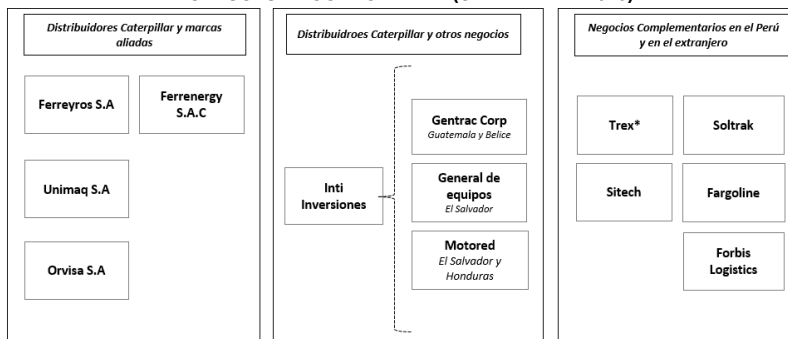 Distribuidores Caterpillar y marcas
aliadas
Ferreyros S.A
Ferrenergy
S.A.C
Unimaq S.A
Orvisa S.A
Distribuidroes Caterpillar y otros negocios
Inti
Inversiones
Gentrac Corp
Guatemala y Belice
General de
equipos
El Salvador
Motored
El Salvador y
Honduras
Negocios Complementarios en el Perú
y en el extranjero
Trex*
Soltrak
Sitech
Fargoline
Forbis
Logistics